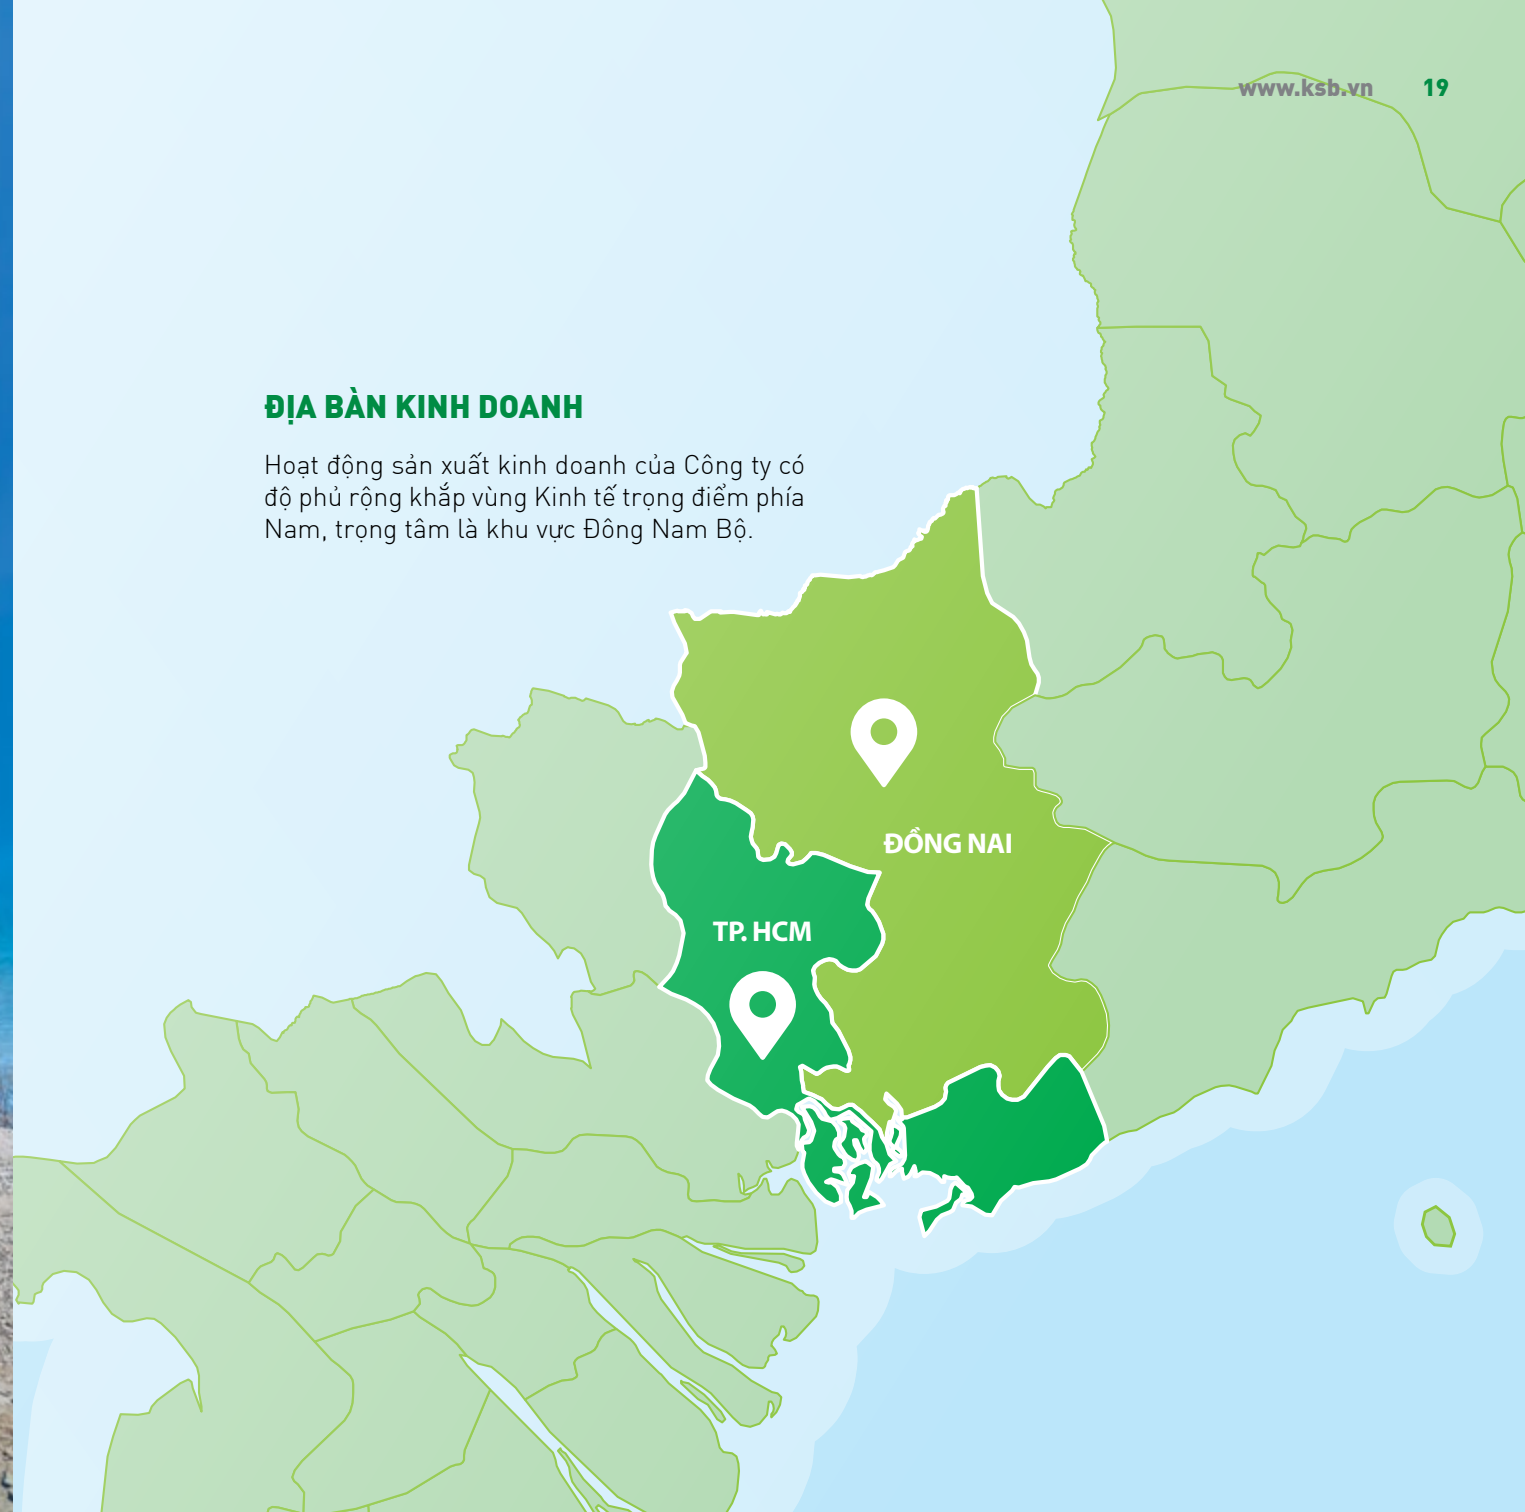 www.ksb.vn 19
ĐỊA BÀN KINH DOANH
Hoạt động sản xuất kinh doanh của Công ty có
độ phủ rộng khắp vùng Kinh tế trọng điểm phía
Nam, trọng tâm là khu vực Đông Nam Bộ.
ĐỒNG NAI
TP. HCM